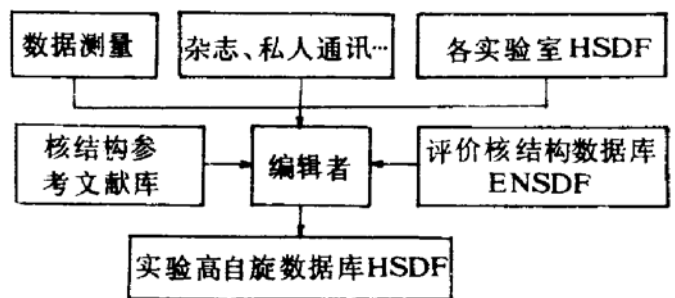 数据测量
杂志、私人通讯…
各实验室HSDF
核结构参
考文献库
编辑者
评价核结构数据库
ENSDF
实验高自旋数据库HSDF